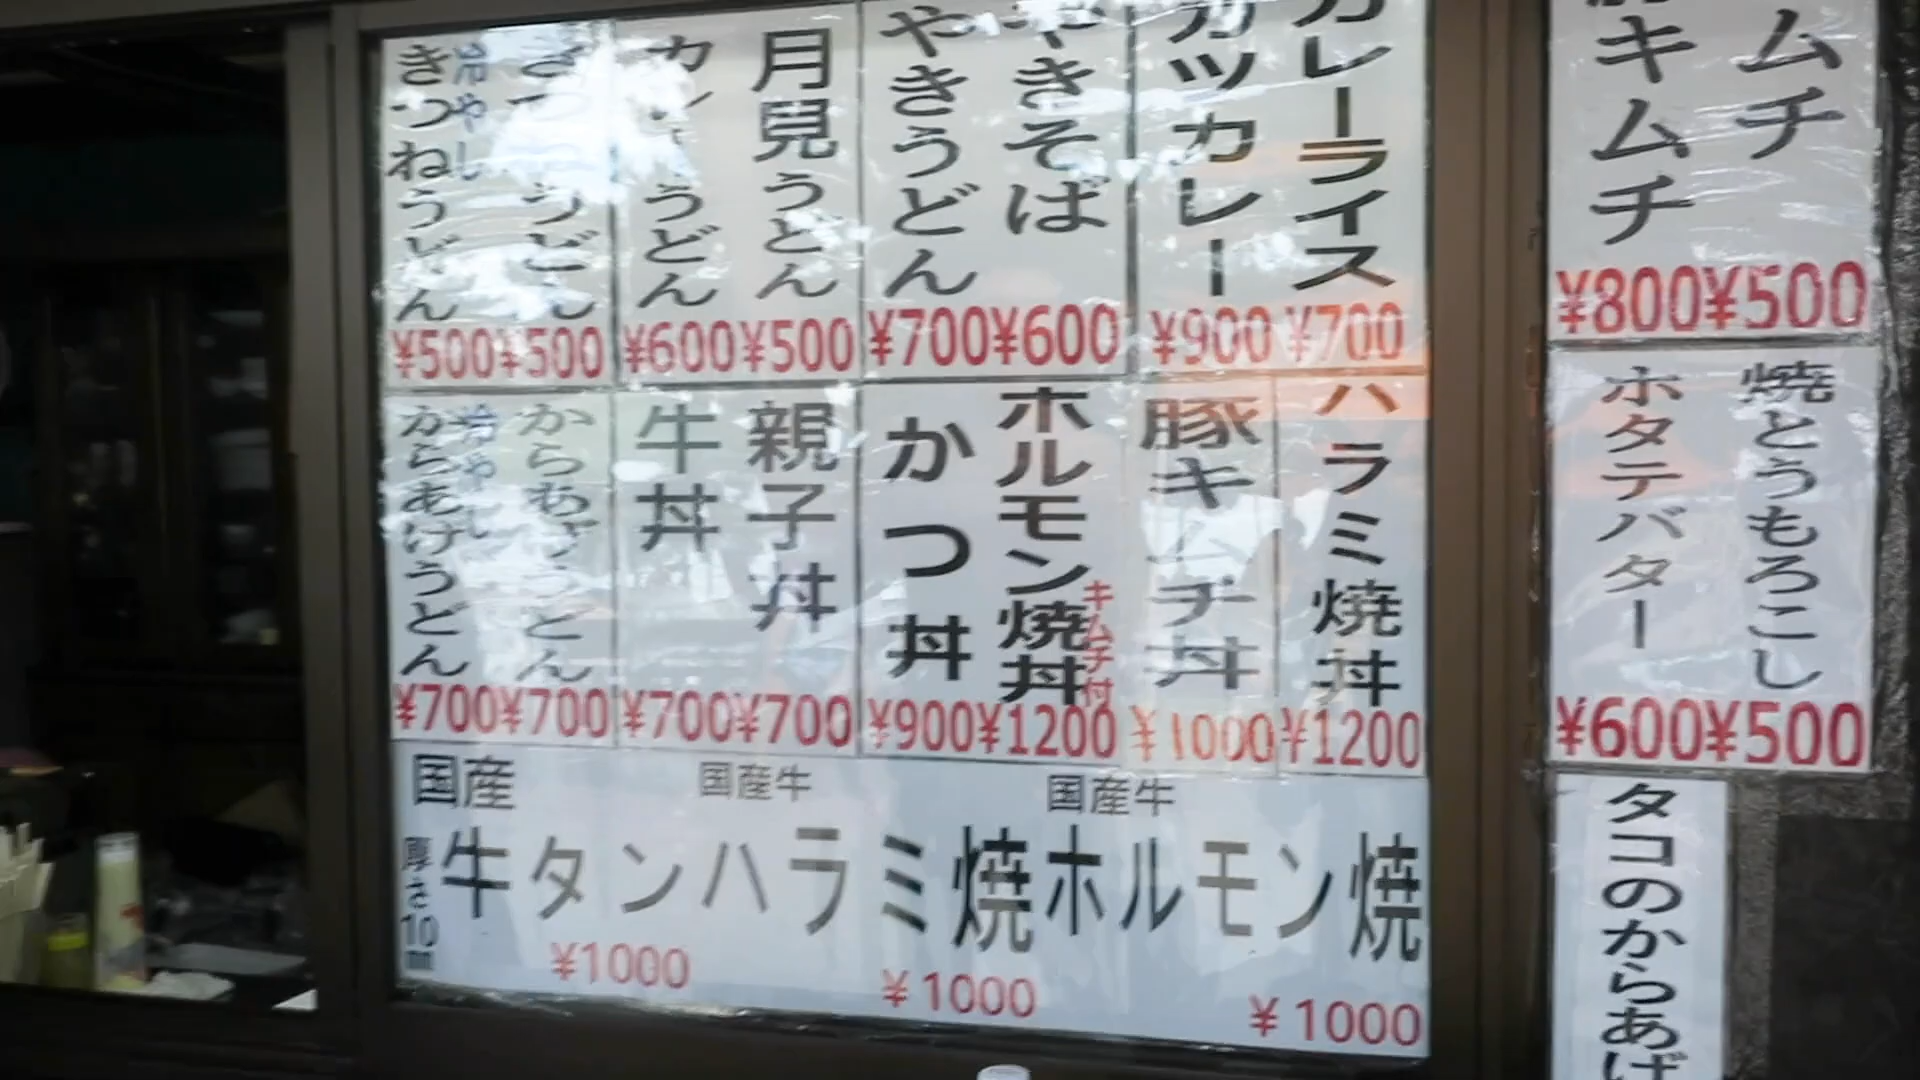 カレーライス
¥700
カツカレー
¥900
やきそば
¥600
やきうどん
¥700
月見うどん
¥500
うどん
¥600
うどん
¥500
冷やし
きつねうどん
¥500
ハラミ焼丼
¥1200
豚キムチ丼
¥1000
ホルモン焼丼
キムチ付
¥1200
かつ丼
¥900
親子丼
¥700
牛丼
¥700
からあげうどん
¥700
冷やし
からあげうどん
¥700
国産
厚さ10
牛タン
¥1000
国産牛
ハラミ焼
¥1000
国産牛
ホルモン焼
¥1000
ムチ
¥500
キムチ
¥800
焼とうもろこし
¥500
ホタテバター
¥600
タコのからあげ